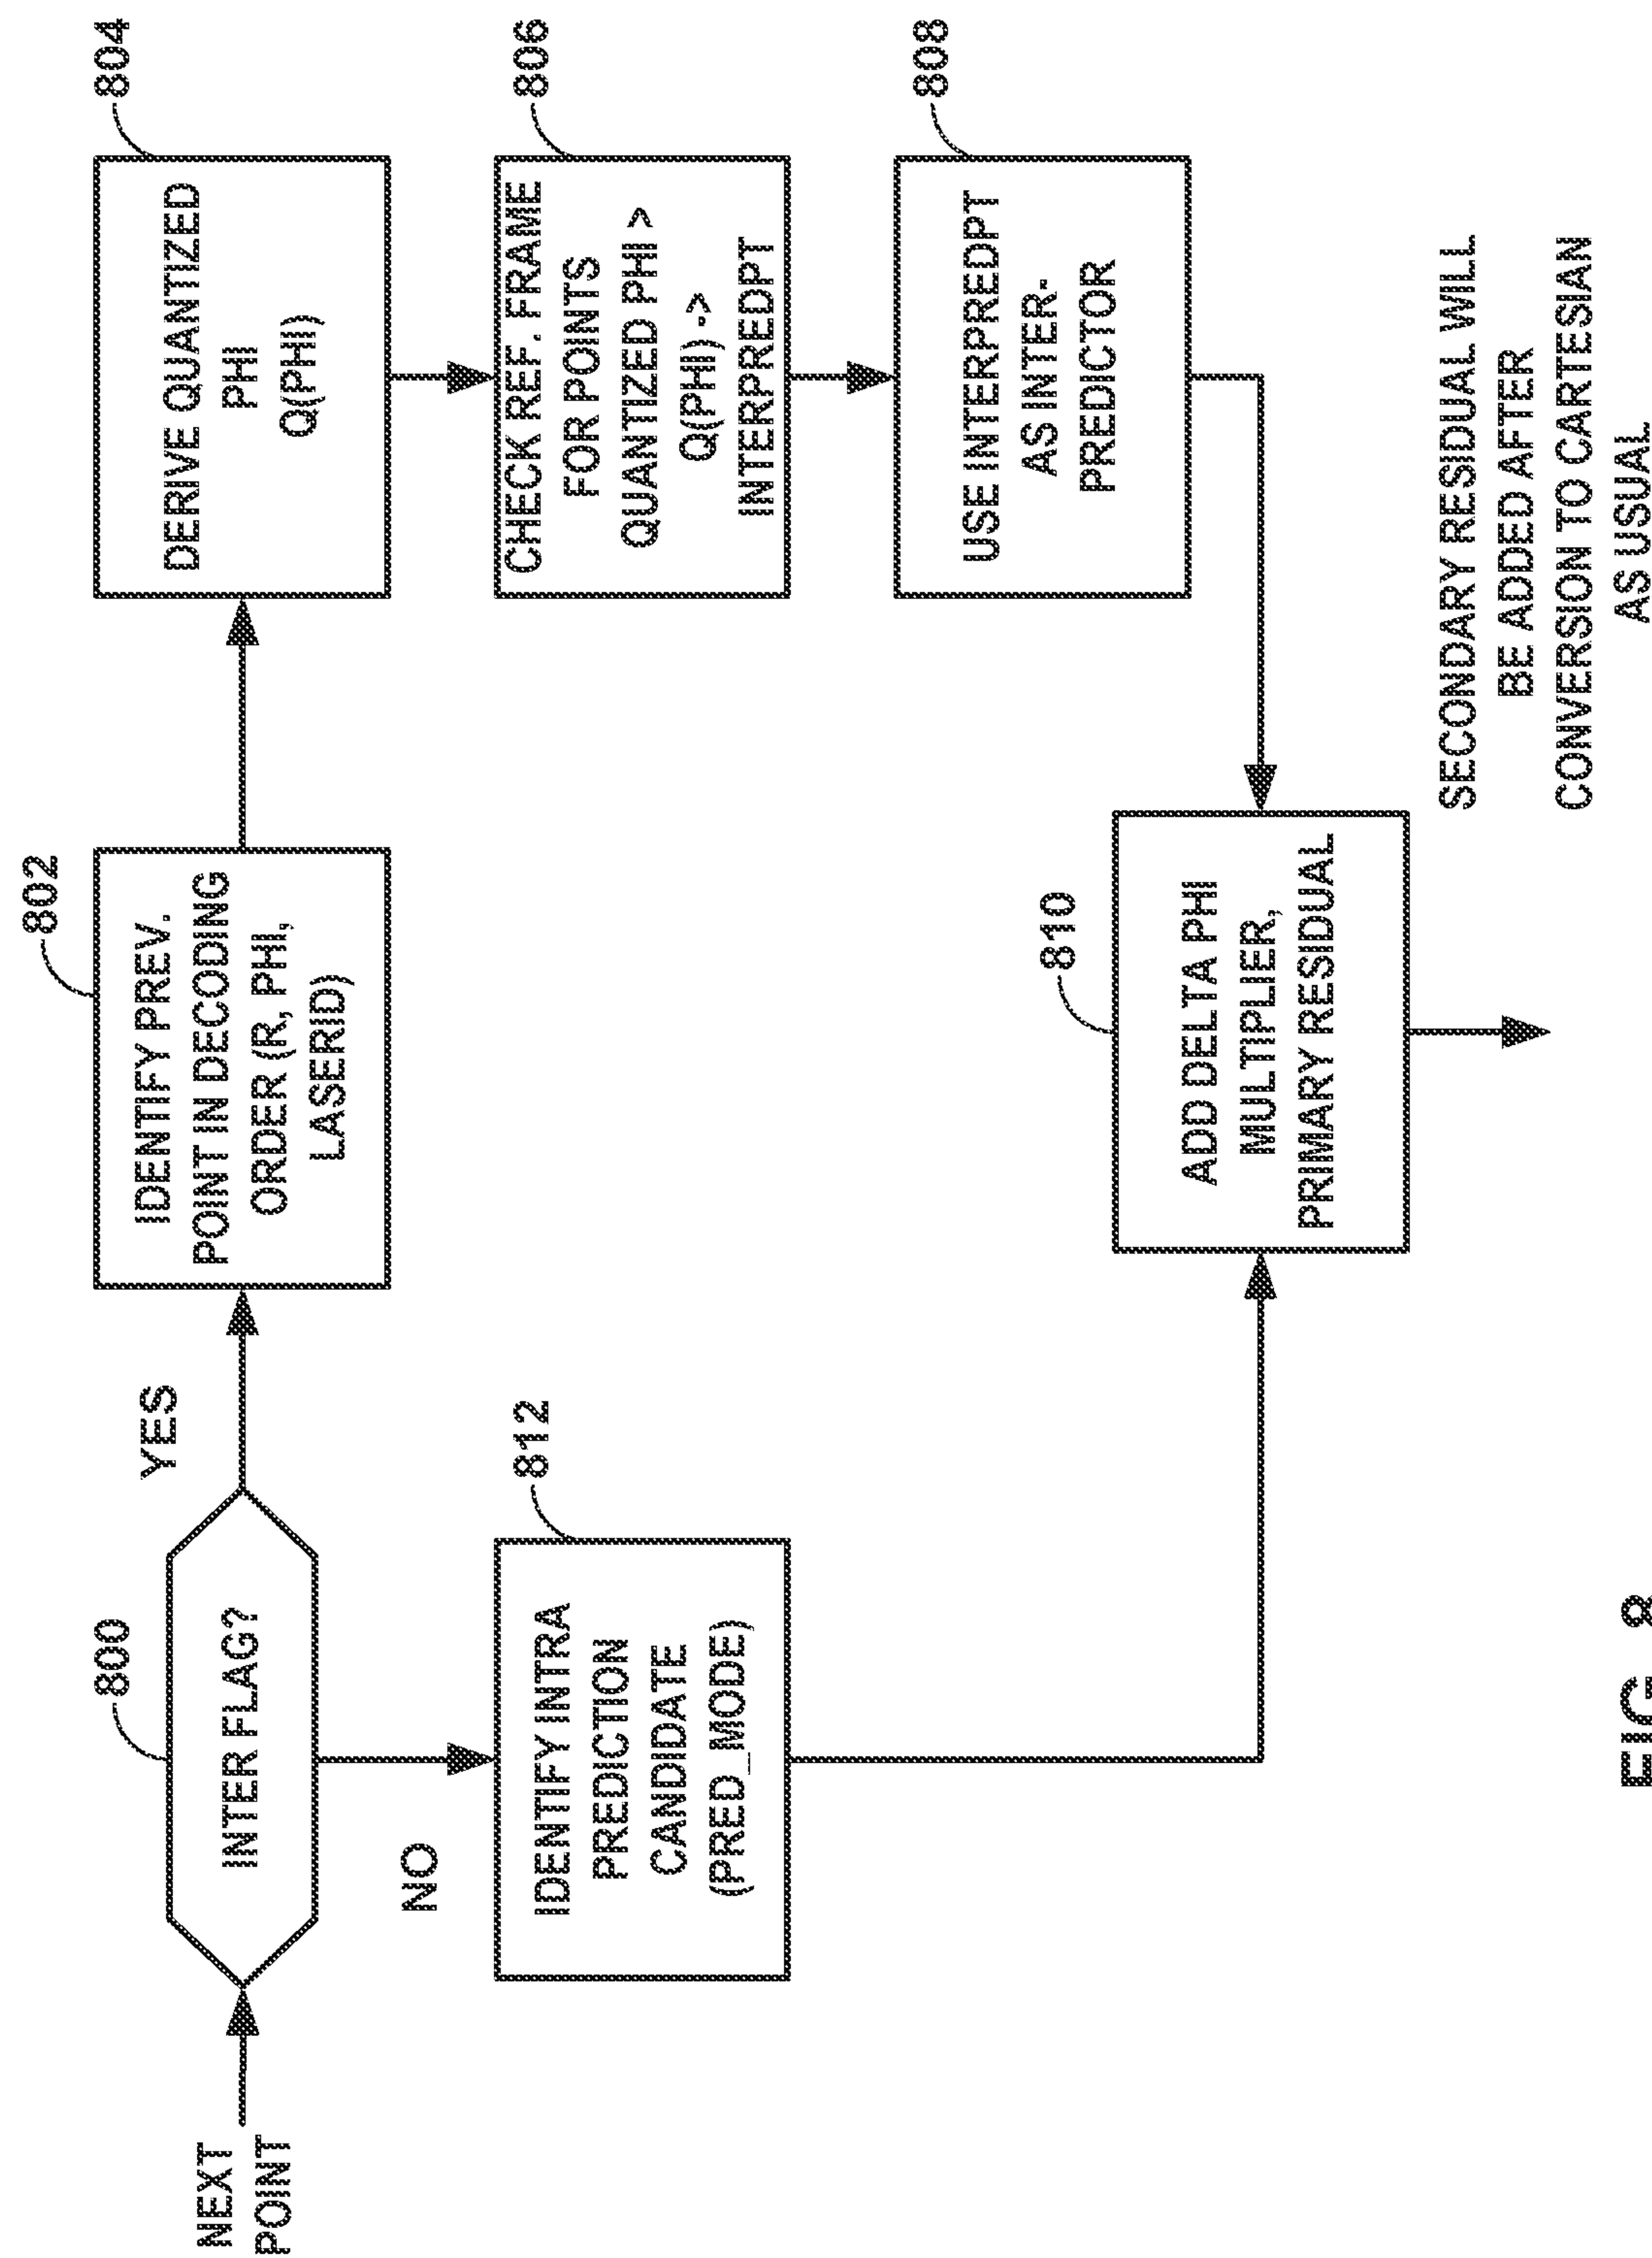 NEXT
POINT
800
INTER FLAG?
YES
NO
802
IDENTIFY PREV.
POINT IN DECODING
ORDER (R, PHI,
LASERID)
804
DERIVE QUANTIZED
PHI
Q(PHI)
806
CHECK REF. FRAME
FOR POINTS
QUANTIZED PHI >
Q(PHI) ->
INTERPREDPT
808
USE INTERPREDPT
AS INTER-
PREDICTOR
812
IDENTIFY INTRA
PREDICTION
CANDIDATE
(PRED_MODE)
810
ADD DELTA PHI
MULTIPLIER,
PRIMARY RESIDUAL
SECONDARY RESIDUAL WILL
BE ADDED AFTER
CONVERSION TO CARTESIAN
AS USUAL
FIG. 8